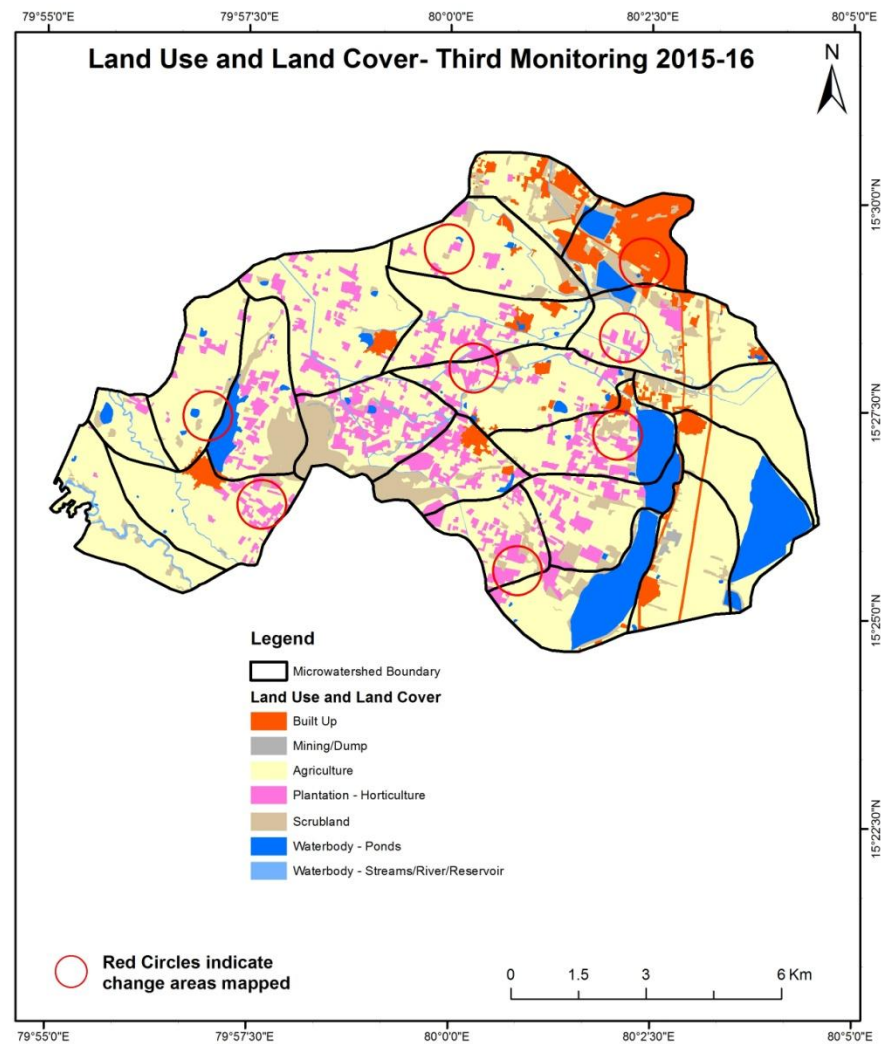 79°55'0"E 79°57'30"E 80°0'0"E 80°2'30"E 80°5'0"E
Land Use and Land Cover- Third Monitoring 2015-16
N
15°30'0"N
15°27'30"N
15°25'0"N
15°22'30"N
Legend
Microwatershed Boundary
Land Use and Land Cover
Built Up
Mining/Dump
Agriculture
Plantation - Horticulture
Scrubland
Waterbody - Ponds
Waterbody - Streams/River/Reservoir
Red Circles indicate
change areas mapped
0 1.5 3 6 Km
79°55'0"E 79°57'30"E 80°0'0"E 80°2'30"E 80°5'0"E